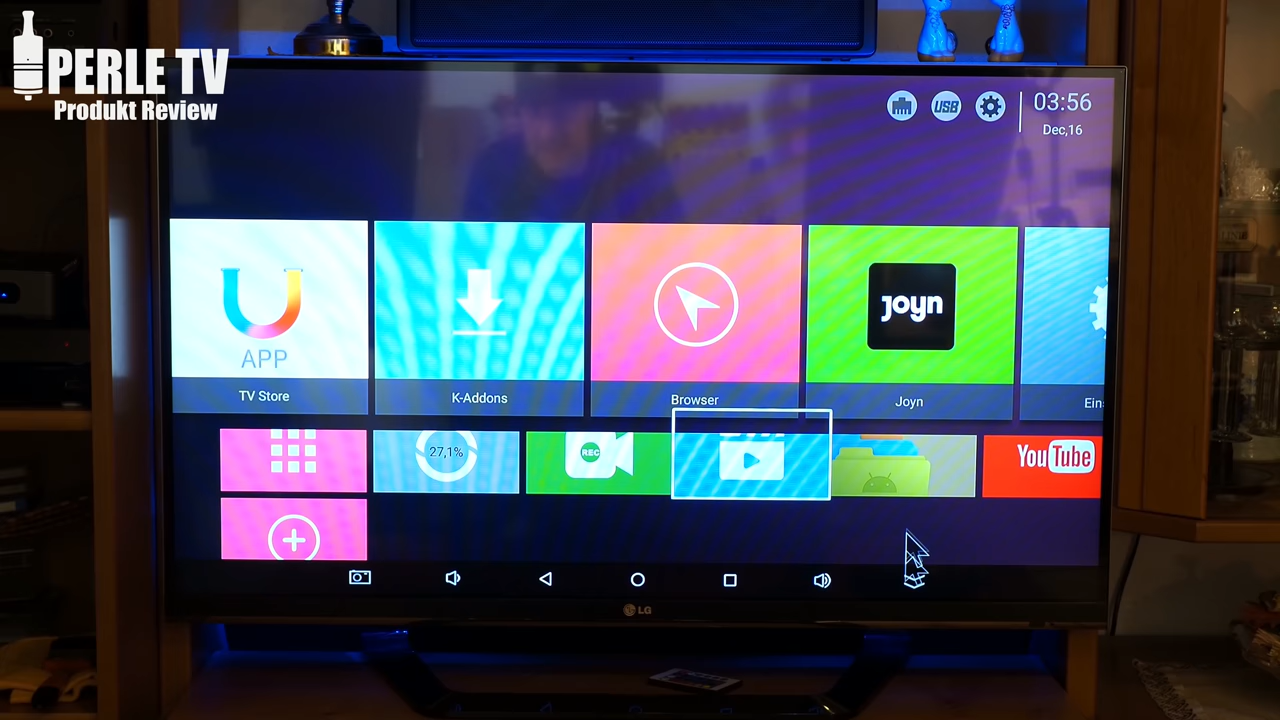 PERLE TV
Produkt Review
USB
03:56
Dec,16
APP
TV Store
K-Addons
Browser
Joyn
Joyn
Ein
27,1%
REC
YouTube
LG